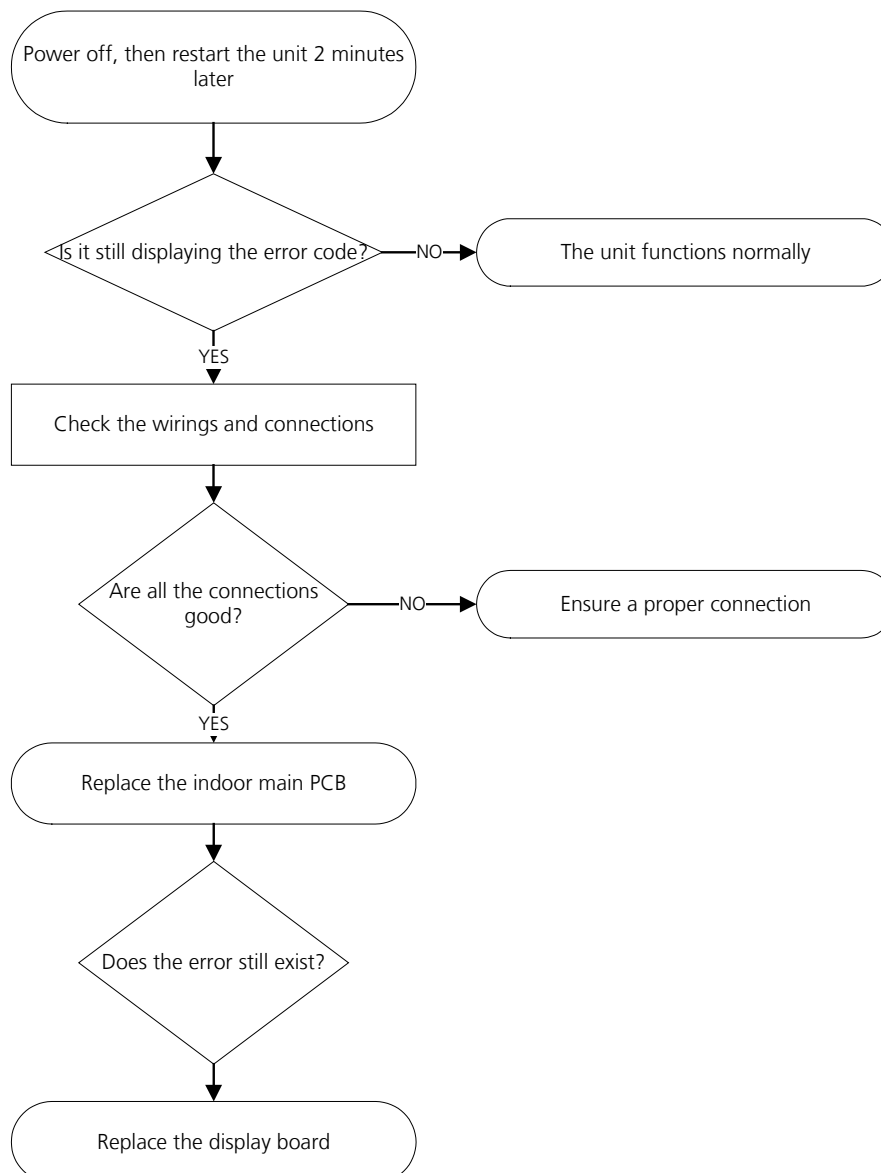 Power off, then restart the unit 2 minutes
later
Is it still displaying the error code?
NO
The unit functions normally
YES
Check the wirings and connections
Are all the connections
good?
NO
Ensure a proper connection
YES
Replace the indoor main PCB
Does the error still exist?
Replace the display board